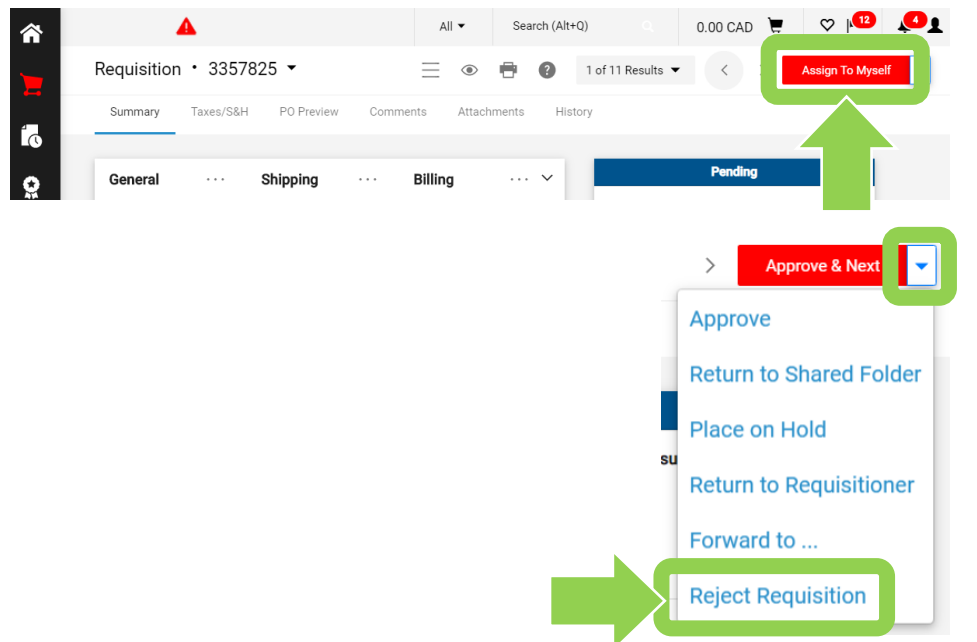 All
Search (Alt+Q)
0.00 CAD
12
4
Requisition • 3357825
?
1 of 11 Results
Assign To Myself
Summary Taxes/S&H PO Preview Comments Attachments History
General ... Shipping ... Billing ...
Pending
Approve & Next
Approve
Return to Shared Folder
Place on Hold
su
Return to Requisitioner
Forward to ...
Reject Requisition